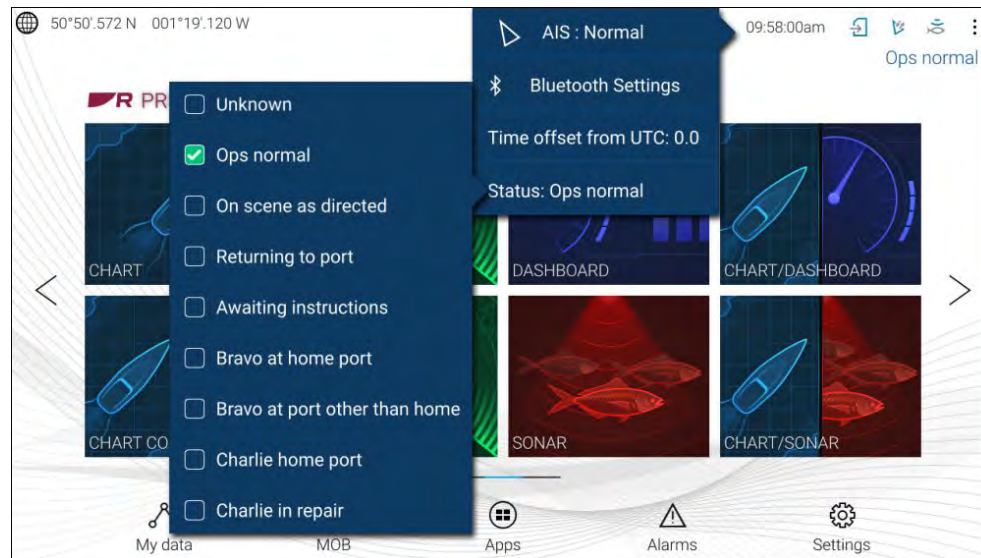 50°50'.572 N 001°19'.120 W
AIS : Normal
09:58:00am
Ops normal
Bluetooth Settings
Time offset from UTC: 0.0
Status: Ops normal
R PR
Unknown
Ops normal
On scene as directed
Returning to port
Awaiting instructions
Bravo at home port
Bravo at port other than home
Charlie home port
Charlie in repair
CHART
DASHBOARD
CHART/DASHBOARD
CHART CO
SONAR
CHART/SONAR
My data
MOB
Apps
Alarms
Settings